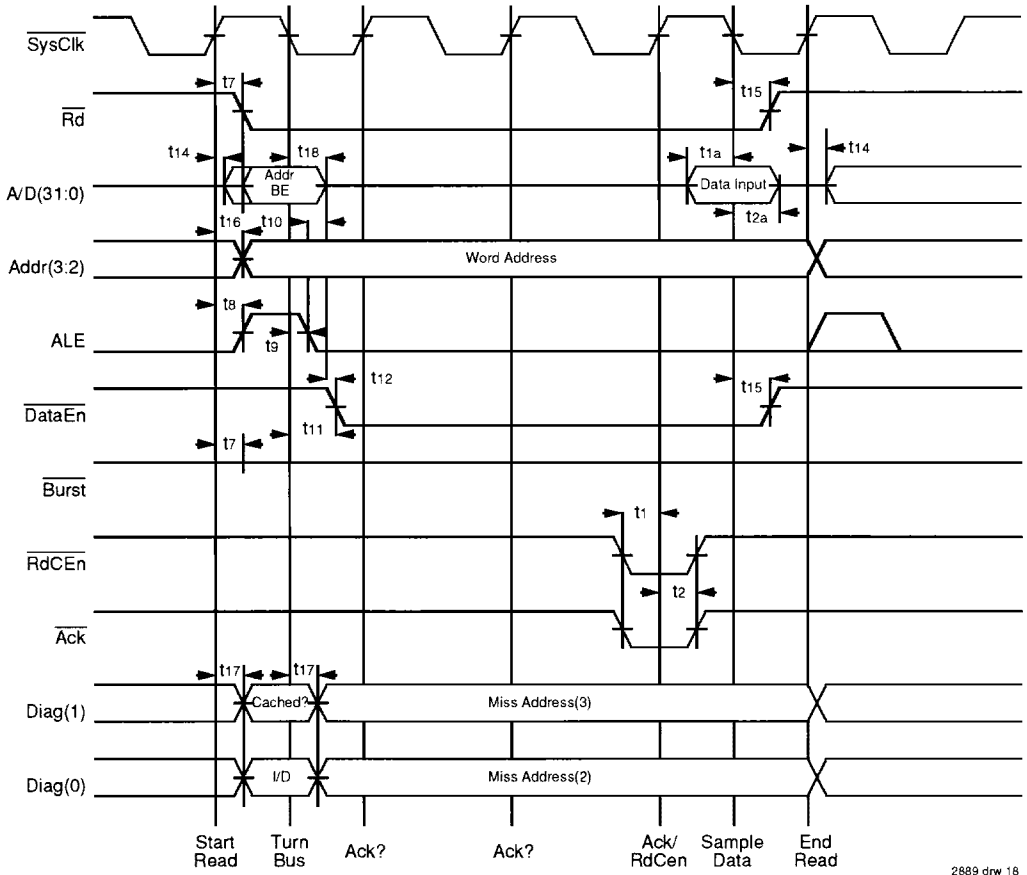 SysClk
t7
t15
Rd
t14
t18
t1a
t14
Addr
BE
Data Input
A/D(31:0)
t16
t10
t2a
Addr(3:2)
Word Address
t8
ALE
t9
t12
t15
DataEn
t11
t7
Burst
t1
RdCEn
t2
Ack
t17
t17
Cached?
Miss Address(3)
Diag(1)
I/D
Miss Address(2)
Diag(0)
Start
Read
Turn
Bus
Ack?
Ack?
Ack/
RdCen
Sample
Data
End
Read
2889 drw 18